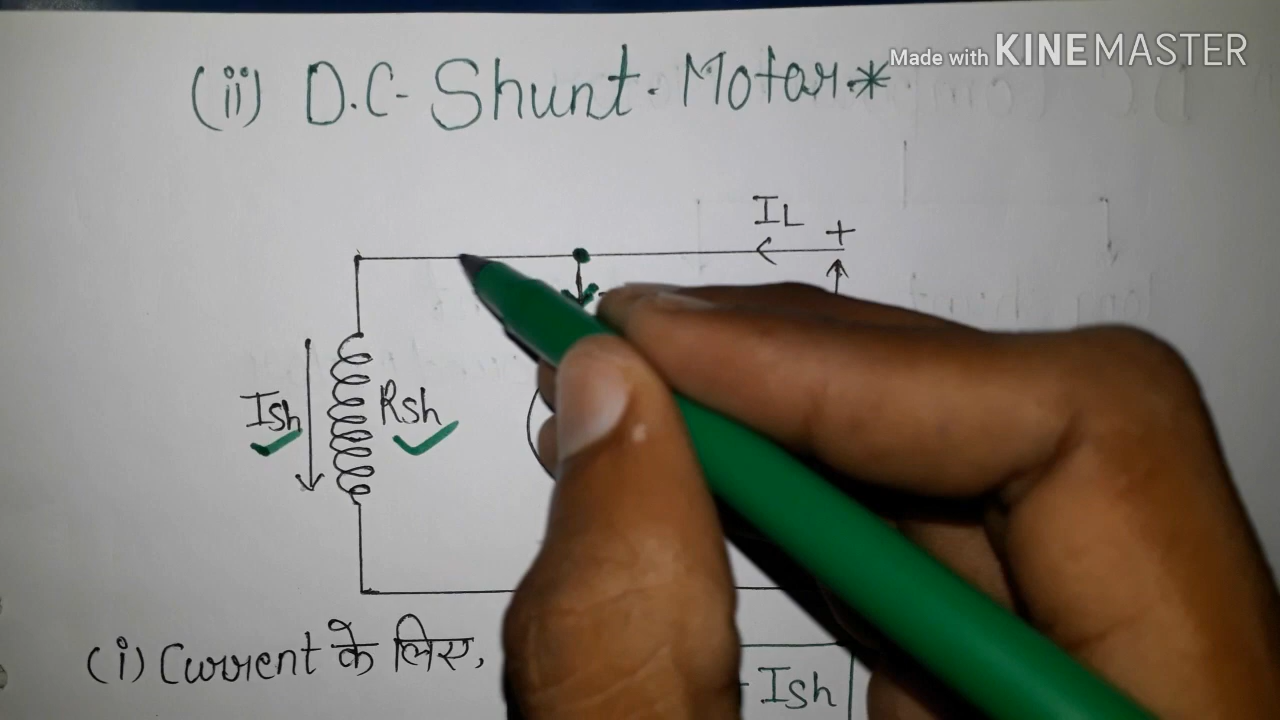 Made with KINEMASTER
(ii) D.C- Shunt. Motor.*
IL +
Ish Rsh
(i) Current के लिए,
- Ish